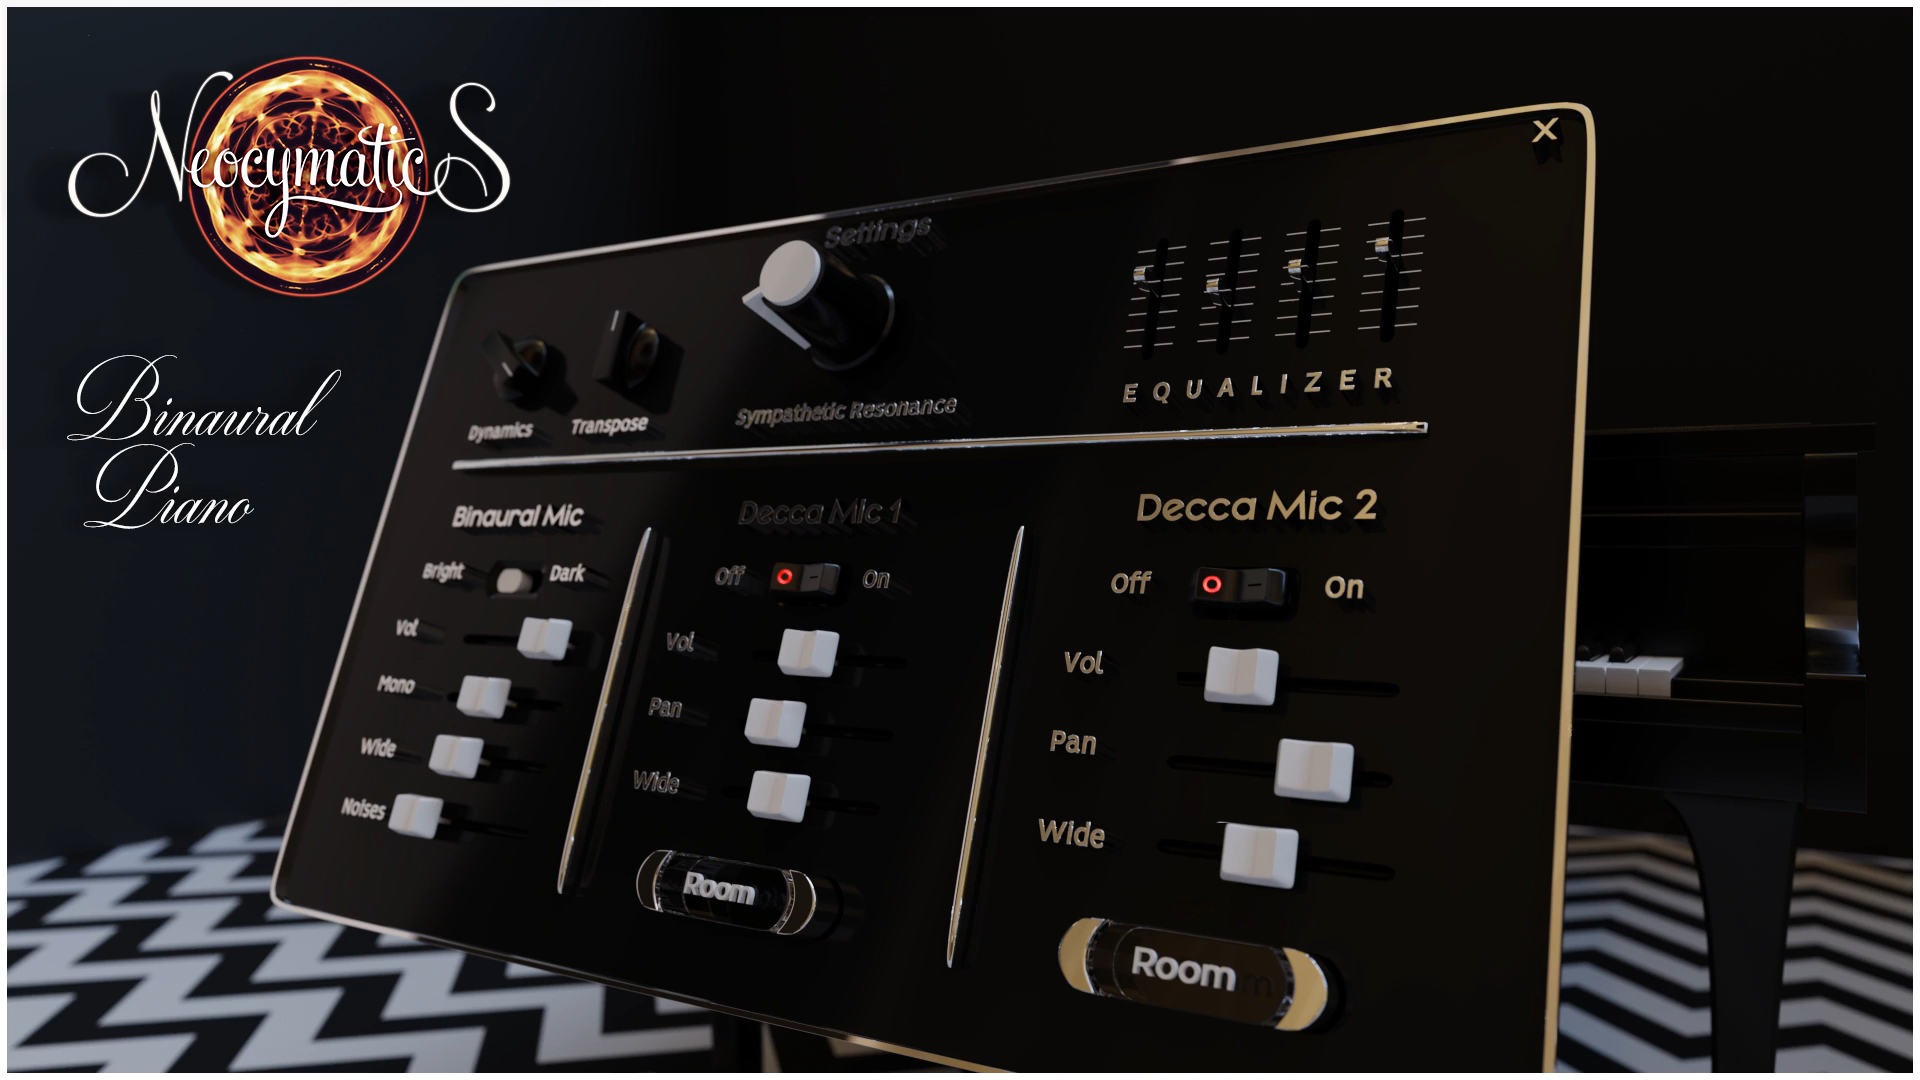 NeocymaticS
Binaural
Piano
X
Settings
Dynamics
Transpose
Sympathetic Resonance
EQUALIZER
Binaural Mic
Bright
Dark
Vol
Mono
Wide
Noises
Decca Mic 1
Off
On
Vol
Pan
Wide
Room
Decca Mic 2
Off
On
Vol
Pan
Wide
Room